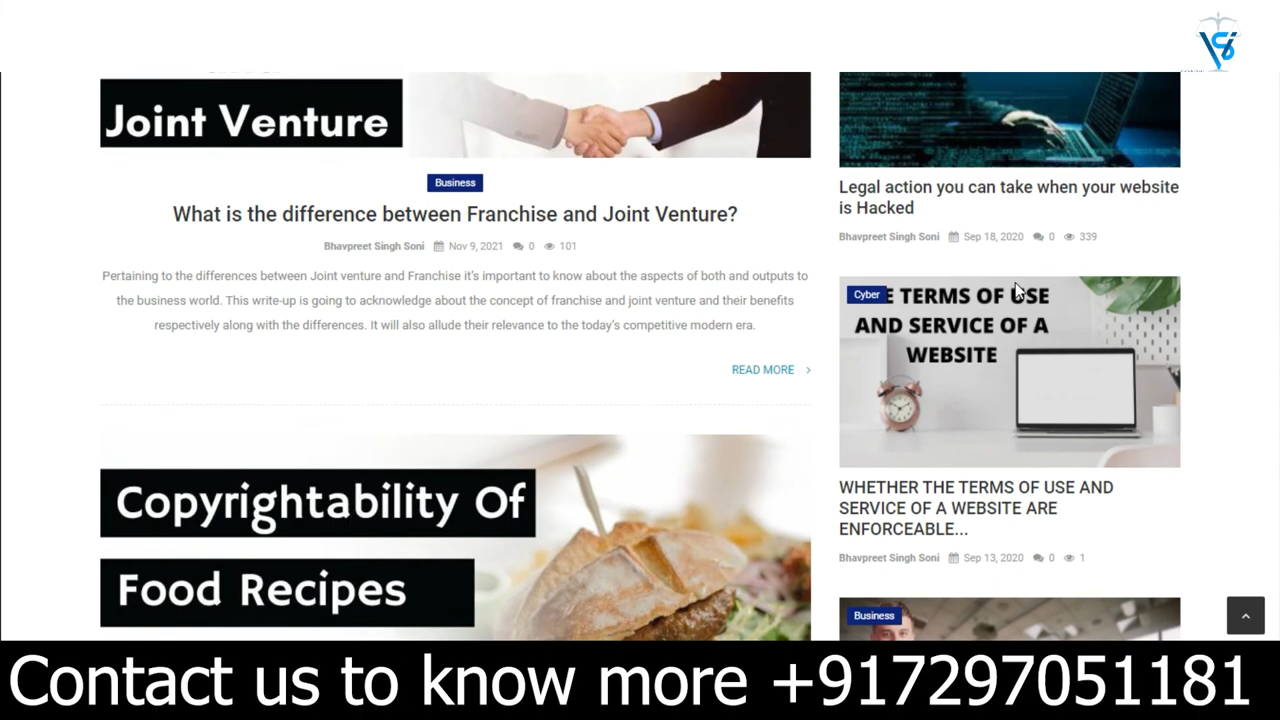 Joint Venture
Business
What is the difference between Franchise and Joint Venture?
Bhavpreet Singh Soni Nov 9, 2021 0 101
Pertaining to the differences between Joint venture and Franchise it's important to know about the aspects of both and outputs to
the business world. This write-up is going to acknowledge about the concept of franchise and joint venture and their benefits
respectively along with the differences. It will also allude their relevance to the today's competitive modern era.
READ MORE
Copyrightability Of
Food Recipes
Legal action you can take when your website
is Hacked
Bhavpreet Singh Soni Sep 18, 2020 0 339
Cyber
E TERMS OF USE
AND SERVICE OF A
WEBSITE
WHETHER THE TERMS OF USE AND
SERVICE OF A WEBSITE ARE
ENFORCEABLE...
Bhavpreet Singh Soni Sep 13, 2020 0 1
Business
Contact us to know more +917297051181